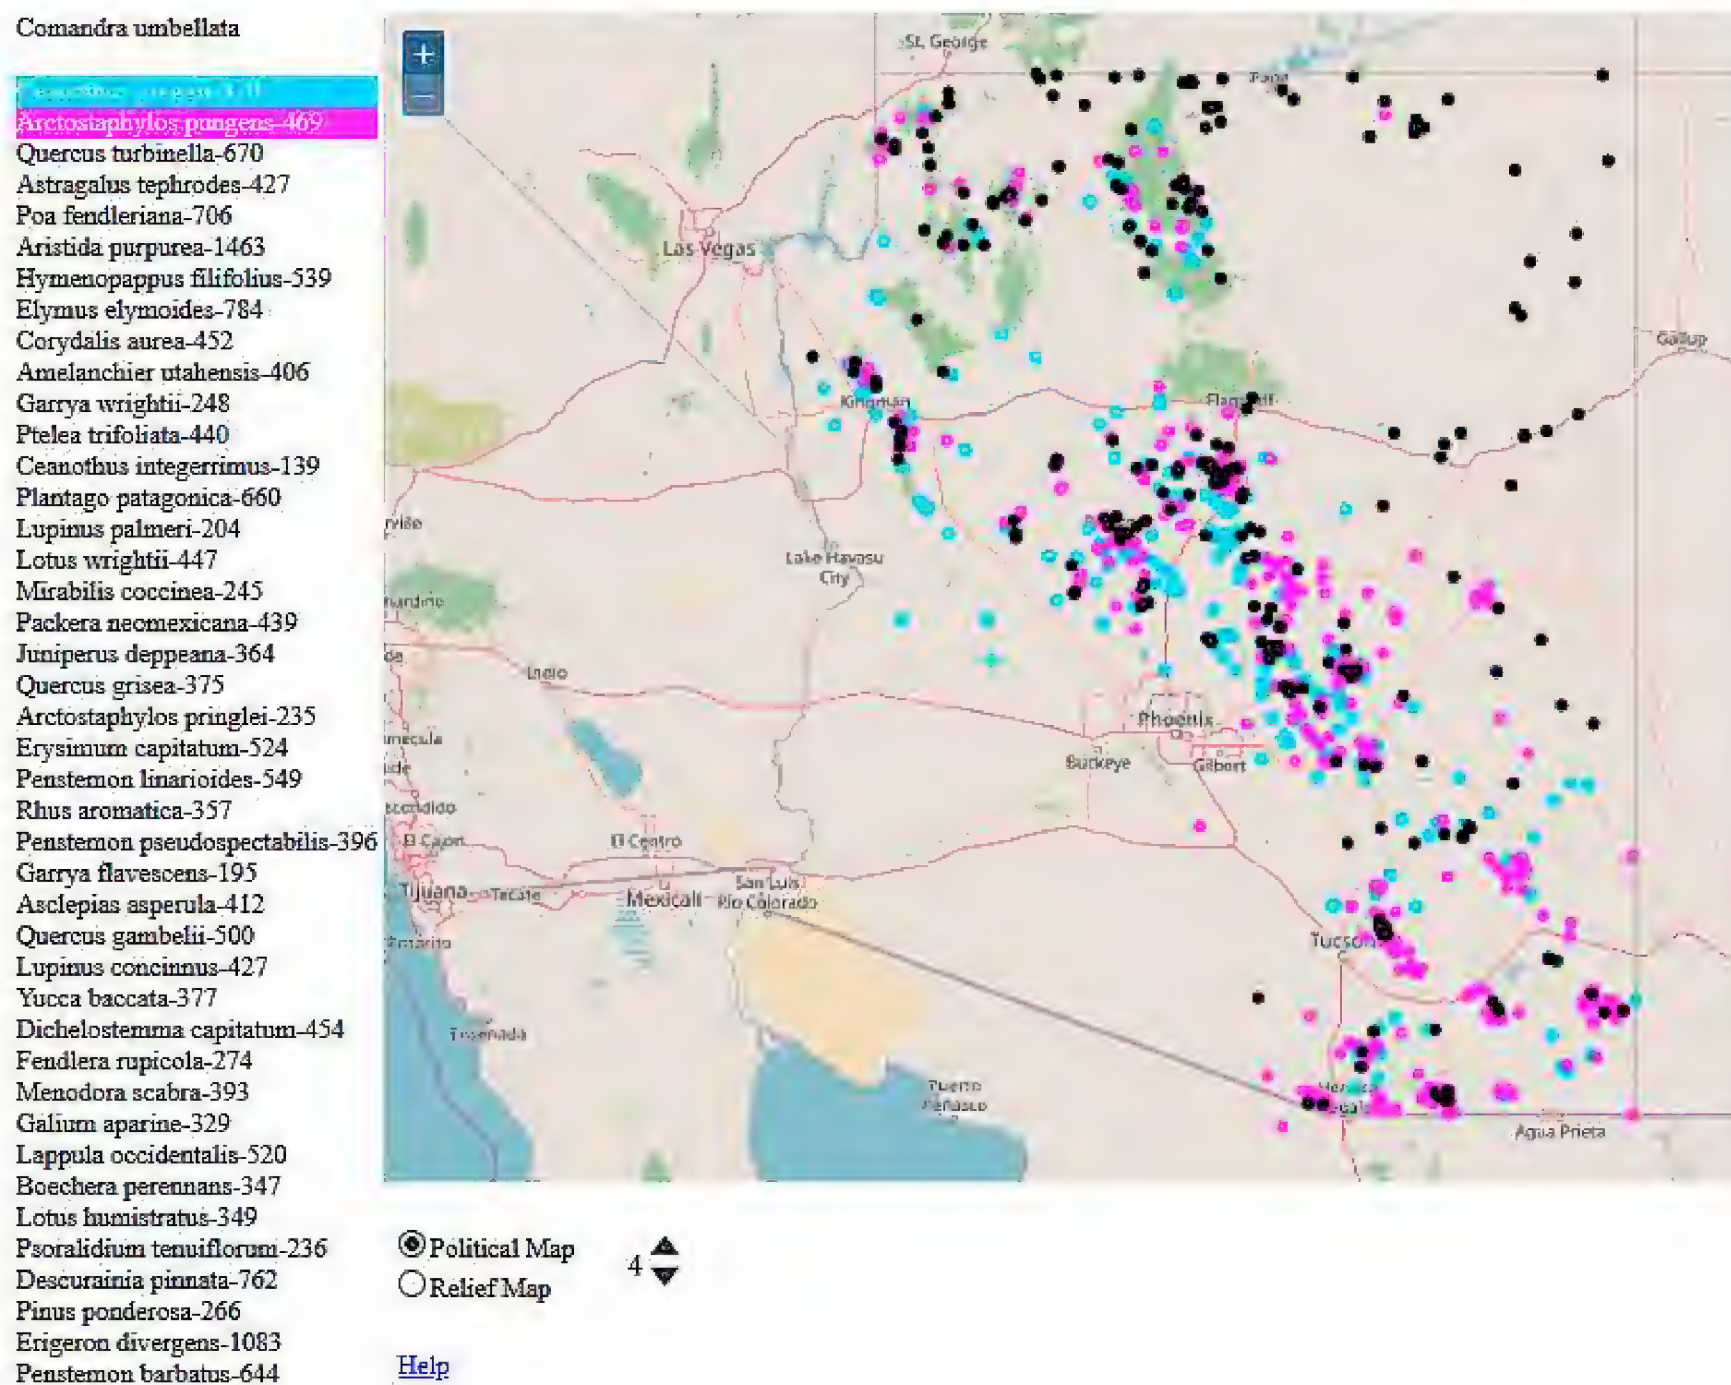 Comandra umbellata
Arctostaphylos pungens-469
Quercus turbinella-670
Astragalus tephrodes-427
Poa fendleriana-706
Aristida purpurea-1463
Hymenopappus filifolius-539
Elymus elymoides-784
Corydalis aurea-452
Amelanchier utahensis-406
Garrya wrightii-248
Ptelea trifoliata-440
Ceanothus integerrimus-139
Plantago patagonica-660
Lupinus palmeri-204
Lotus wrightii-447
Mirabilis coccinea-245
Packera neomexicana-439
Juniperus deppeana-364
Quercus grisea-375
Arctostaphylos pringlei-235
Erysimum capitatum-524
Penstemon linarioides-549
Rhus aromatica-357
Penstemon pseudospectabilis-396
Garrya flavescens-195
Asclepias asperula-412
Quercus gambelii-500
Lupinus concinnus-427
Yucca baccata-377
Dichelostemma capitatum-454
Fendlera rupicola-274
Menodora scabra-393
Galium aparine-329
Lappula occidentalis-520
Boechera perennans-347
Lotus humistratus-349
Psoralidium tenuiflorum-236
Descurainia pinnata-762
Pinus ponderosa-266
Erigeron divergens-1083
Penstemon barbatus-644
+
−
St. George
Page
Las Vegas
Gallup
Kingman
Flagstaff
Lake Havasu
City
Indio
Phoenix
Buckeye
Gilbert
El Cajon
El Centro
Tijuana
Tecate
Mexicali
San Luis
Río Colorado
Tucson
Ensenada
Puerto
Peñasco
Agua Prieta
Political Map
4
Relief Map
Help